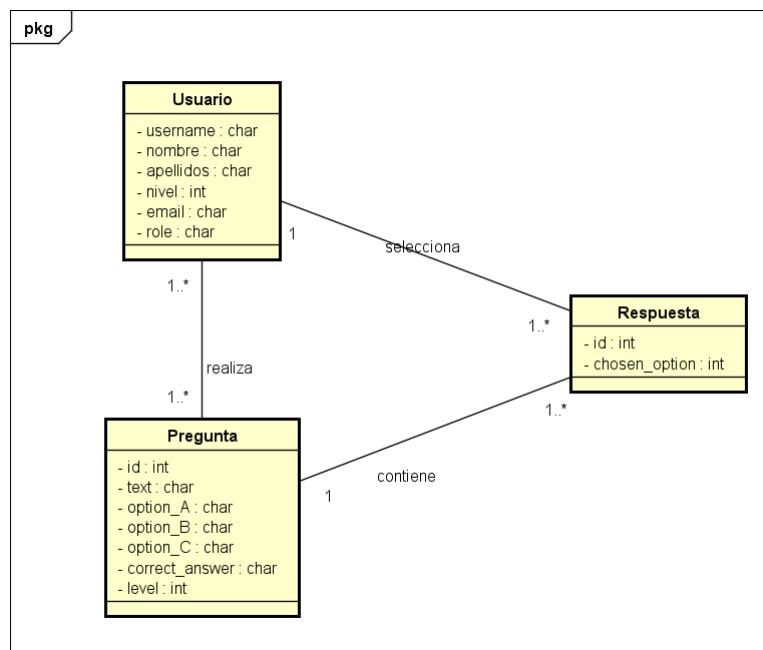 pkg
Usuario
- username : char
- nombre : char
- apellidos : char
- nivel : int
- email : char
- role : char
1
selecciona
1..*
1..*
Respuesta
- id : int
- chosen_option : int
realiza
1..*
1..*
Pregunta
- id : int
- text : char
- option_A : char
- option_B : char
- option_C : char
- correct_answer : char
- level : int
contiene
1